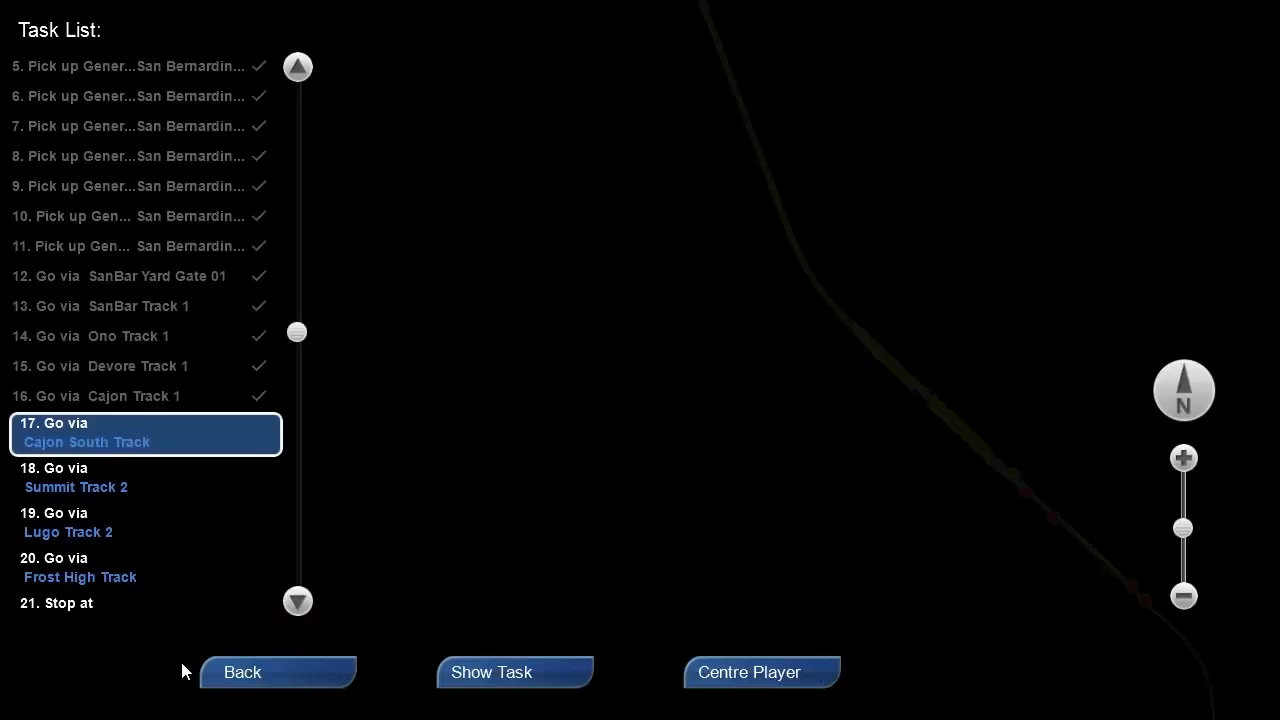 Task List:
5. Pick up Gener...San Bernardin...
6. Pick up Gener...San Bernardin...
7. Pick up Gener...San Bernardin...
8. Pick up Gener...San Bernardin...
9. Pick up Gener...San Bernardin...
10. Pick up Gen... San Bernardin...
11. Pick up Gen... San Bernardin...
12. Go via SanBar Yard Gate 01
13. Go via SanBar Track 1
14. Go via Ono Track 1
15. Go via Devore Track 1
16. Go via Cajon Track 1
17. Go via
Cajon South Track
18. Go via
Summit Track 2
19. Go via
Lugo Track 2
20. Go via
Frost High Track
21. Stop at
N
Back
Show Task
Centre Player